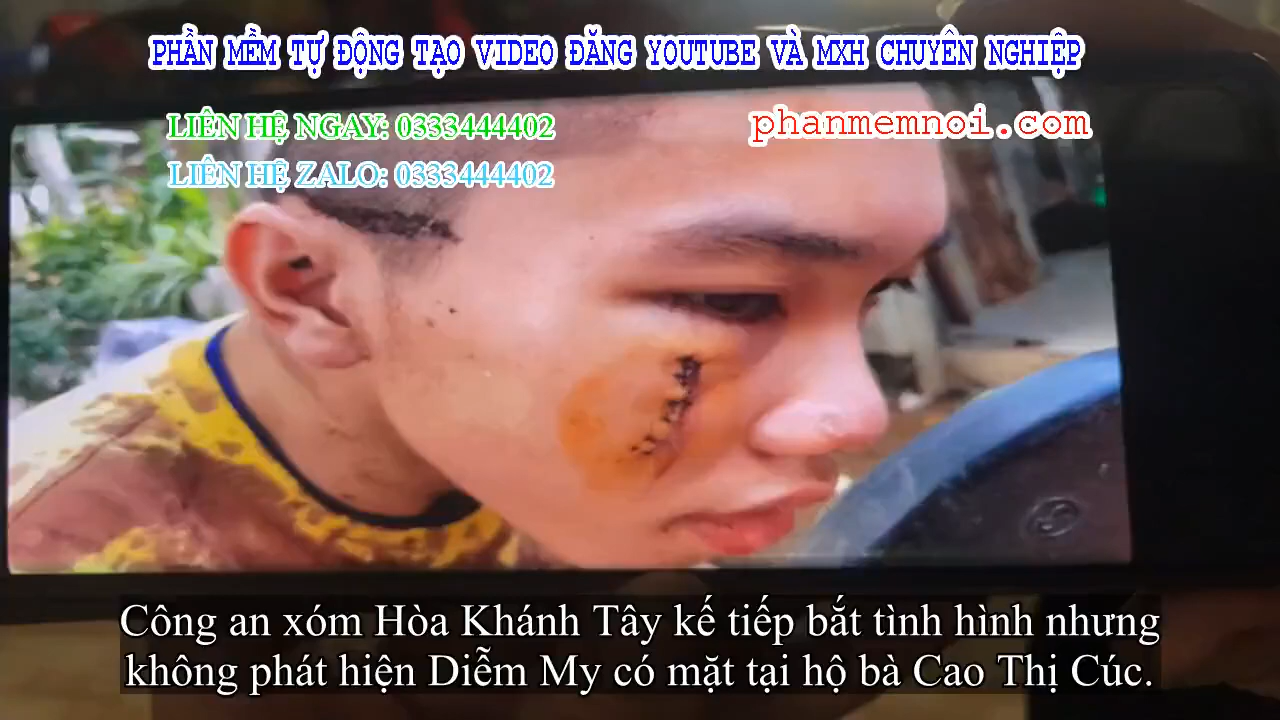 PHẦN MỀM TỰ ĐỘNG TẠO VIDEO ĐĂNG YOUTUBE VÀ MXH CHUYÊN NGHIỆP
LIÊN HỆ NGAY: 0333444402
phanmemnoi.com
LIÊN HỆ ZALO: 0333444402
Công an xóm Hòa Khánh Tây kế tiếp bắt tình hình nhưng
không phát hiện Diễm My có mặt tại hộ bà Cao Thị Cúc.